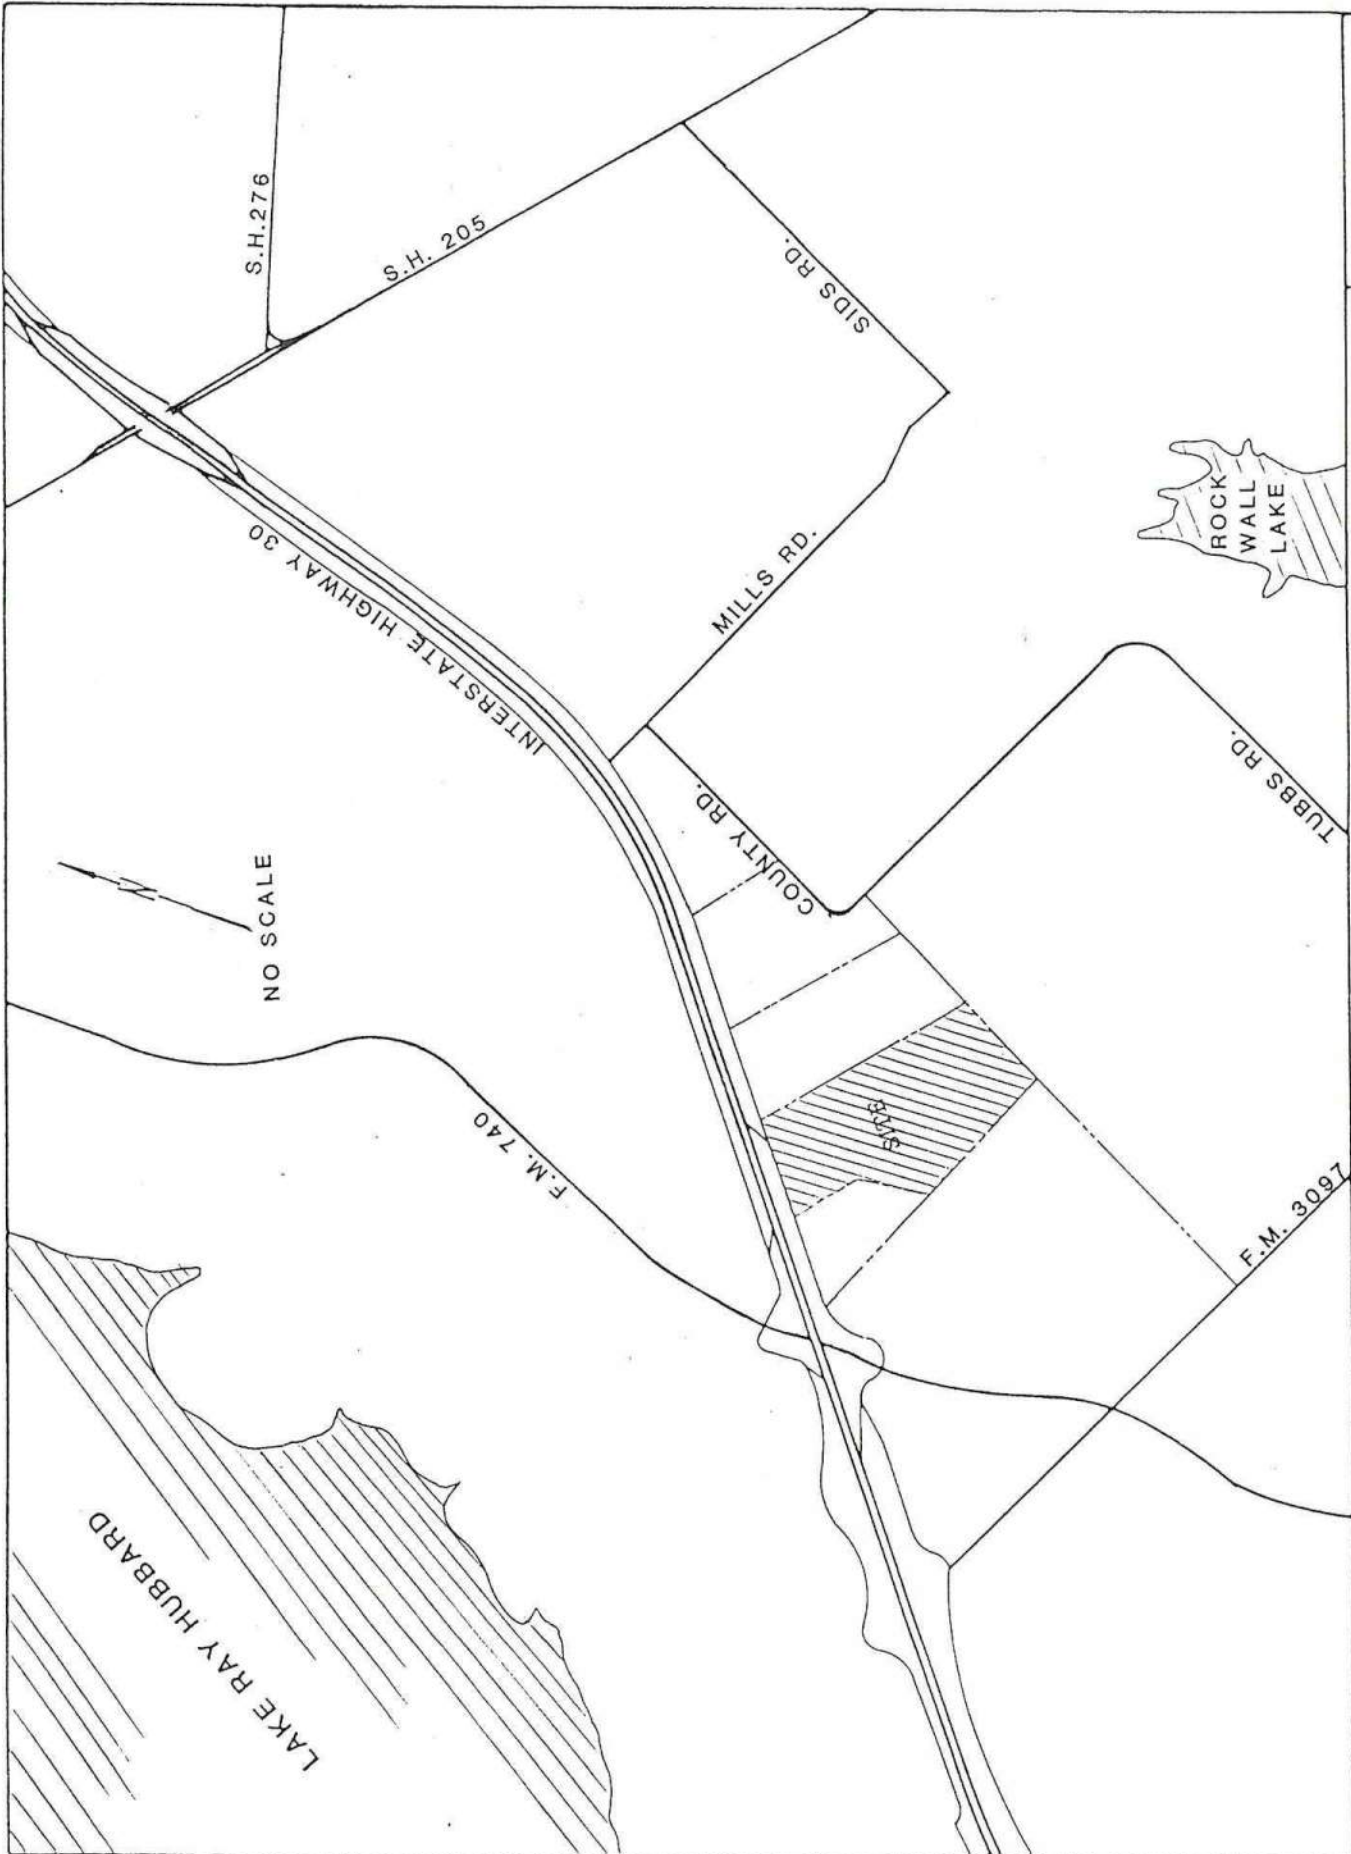 S.H.276
S.H. 205
SIDS RD.
INTERSTATE HIGHWAY 30
MILLS RD.
ROCK
WALL
LAKE
COUNTY RD.
TUBBS RD.
N
NO SCALE
F.M. 740
SITE
F.M. 3097
LAKE RAY HUBBARD